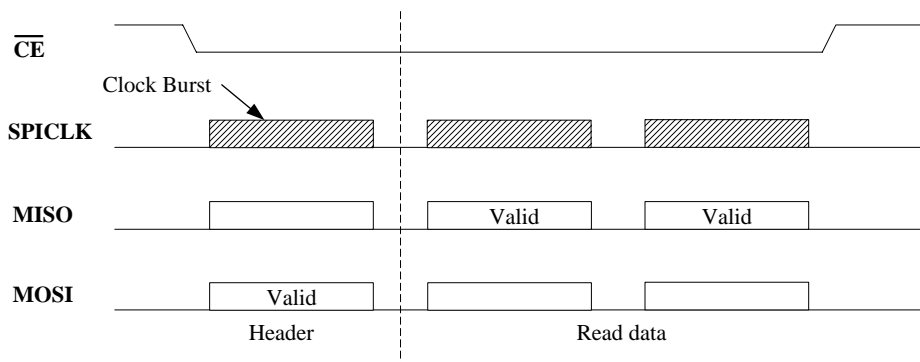 CE
Clock Burst
SPICLK
MISO
Valid
Valid
MOSI
Valid
Header
Read data